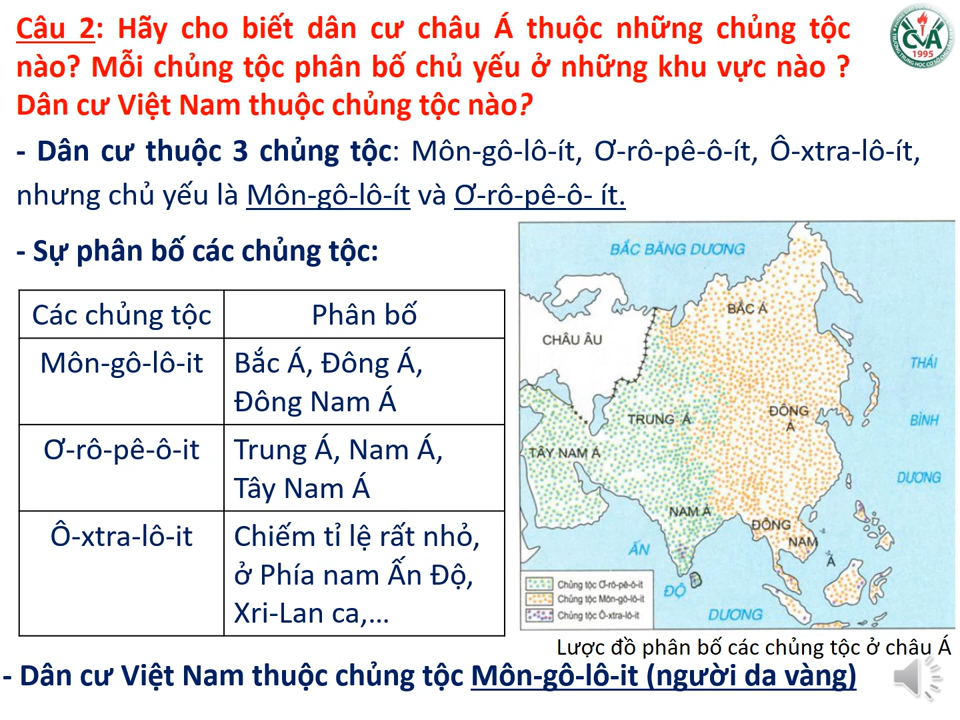 Câu 2: Hãy cho biết dân cư châu Á thuộc những chủng tộc
nào? Mỗi chủng tộc phân bố chủ yếu ở những khu vực nào ?
Dân cư Việt Nam thuộc chủng tộc nào?
CVA
1995
- Dân cư thuộc 3 chủng tộc: Môn-gô-lô-ít, Ơ-rô-pê-ô-ít, Ô-xtra-lô-ít,
nhưng chủ yếu là Môn-gô-lô-ít và Ơ-rô-pê-ô- ít.
- Sự phân bố các chủng tộc:
Các chủng tộc
Phân bố
Môn-gô-lô-it
Bắc Á, Đông Á,
Đông Nam Á
Ơ-rô-pê-ô-it
Trung Á, Nam Á,
Tây Nam Á
Ô-xtra-lô-it
Chiếm tỉ lệ rất nhỏ,
ở Phía nam Ấn Độ,
Xri-Lan ca,...
BẮC BĂNG DƯƠNG
BẮC Á
CHÂU ÂU
THÁI
ĐÔNG
Á
TRUNG Á
BÌNH
TÂY NAM Á
DƯƠNG
NAM Á
ĐÔNG
NAM
Á
ẤN
ĐỘ
DƯƠNG
Chủng tộc Ơ-rô-pê-ô-it
Chủng tộc Môn-gô-lô-it
Chủng tộc Ô-xtra-lô-it
Lược đồ phân bố các chủng tộc ở châu Á
- Dân cư Việt Nam thuộc chủng tộc Môn-gô-lô-it (người da vàng)